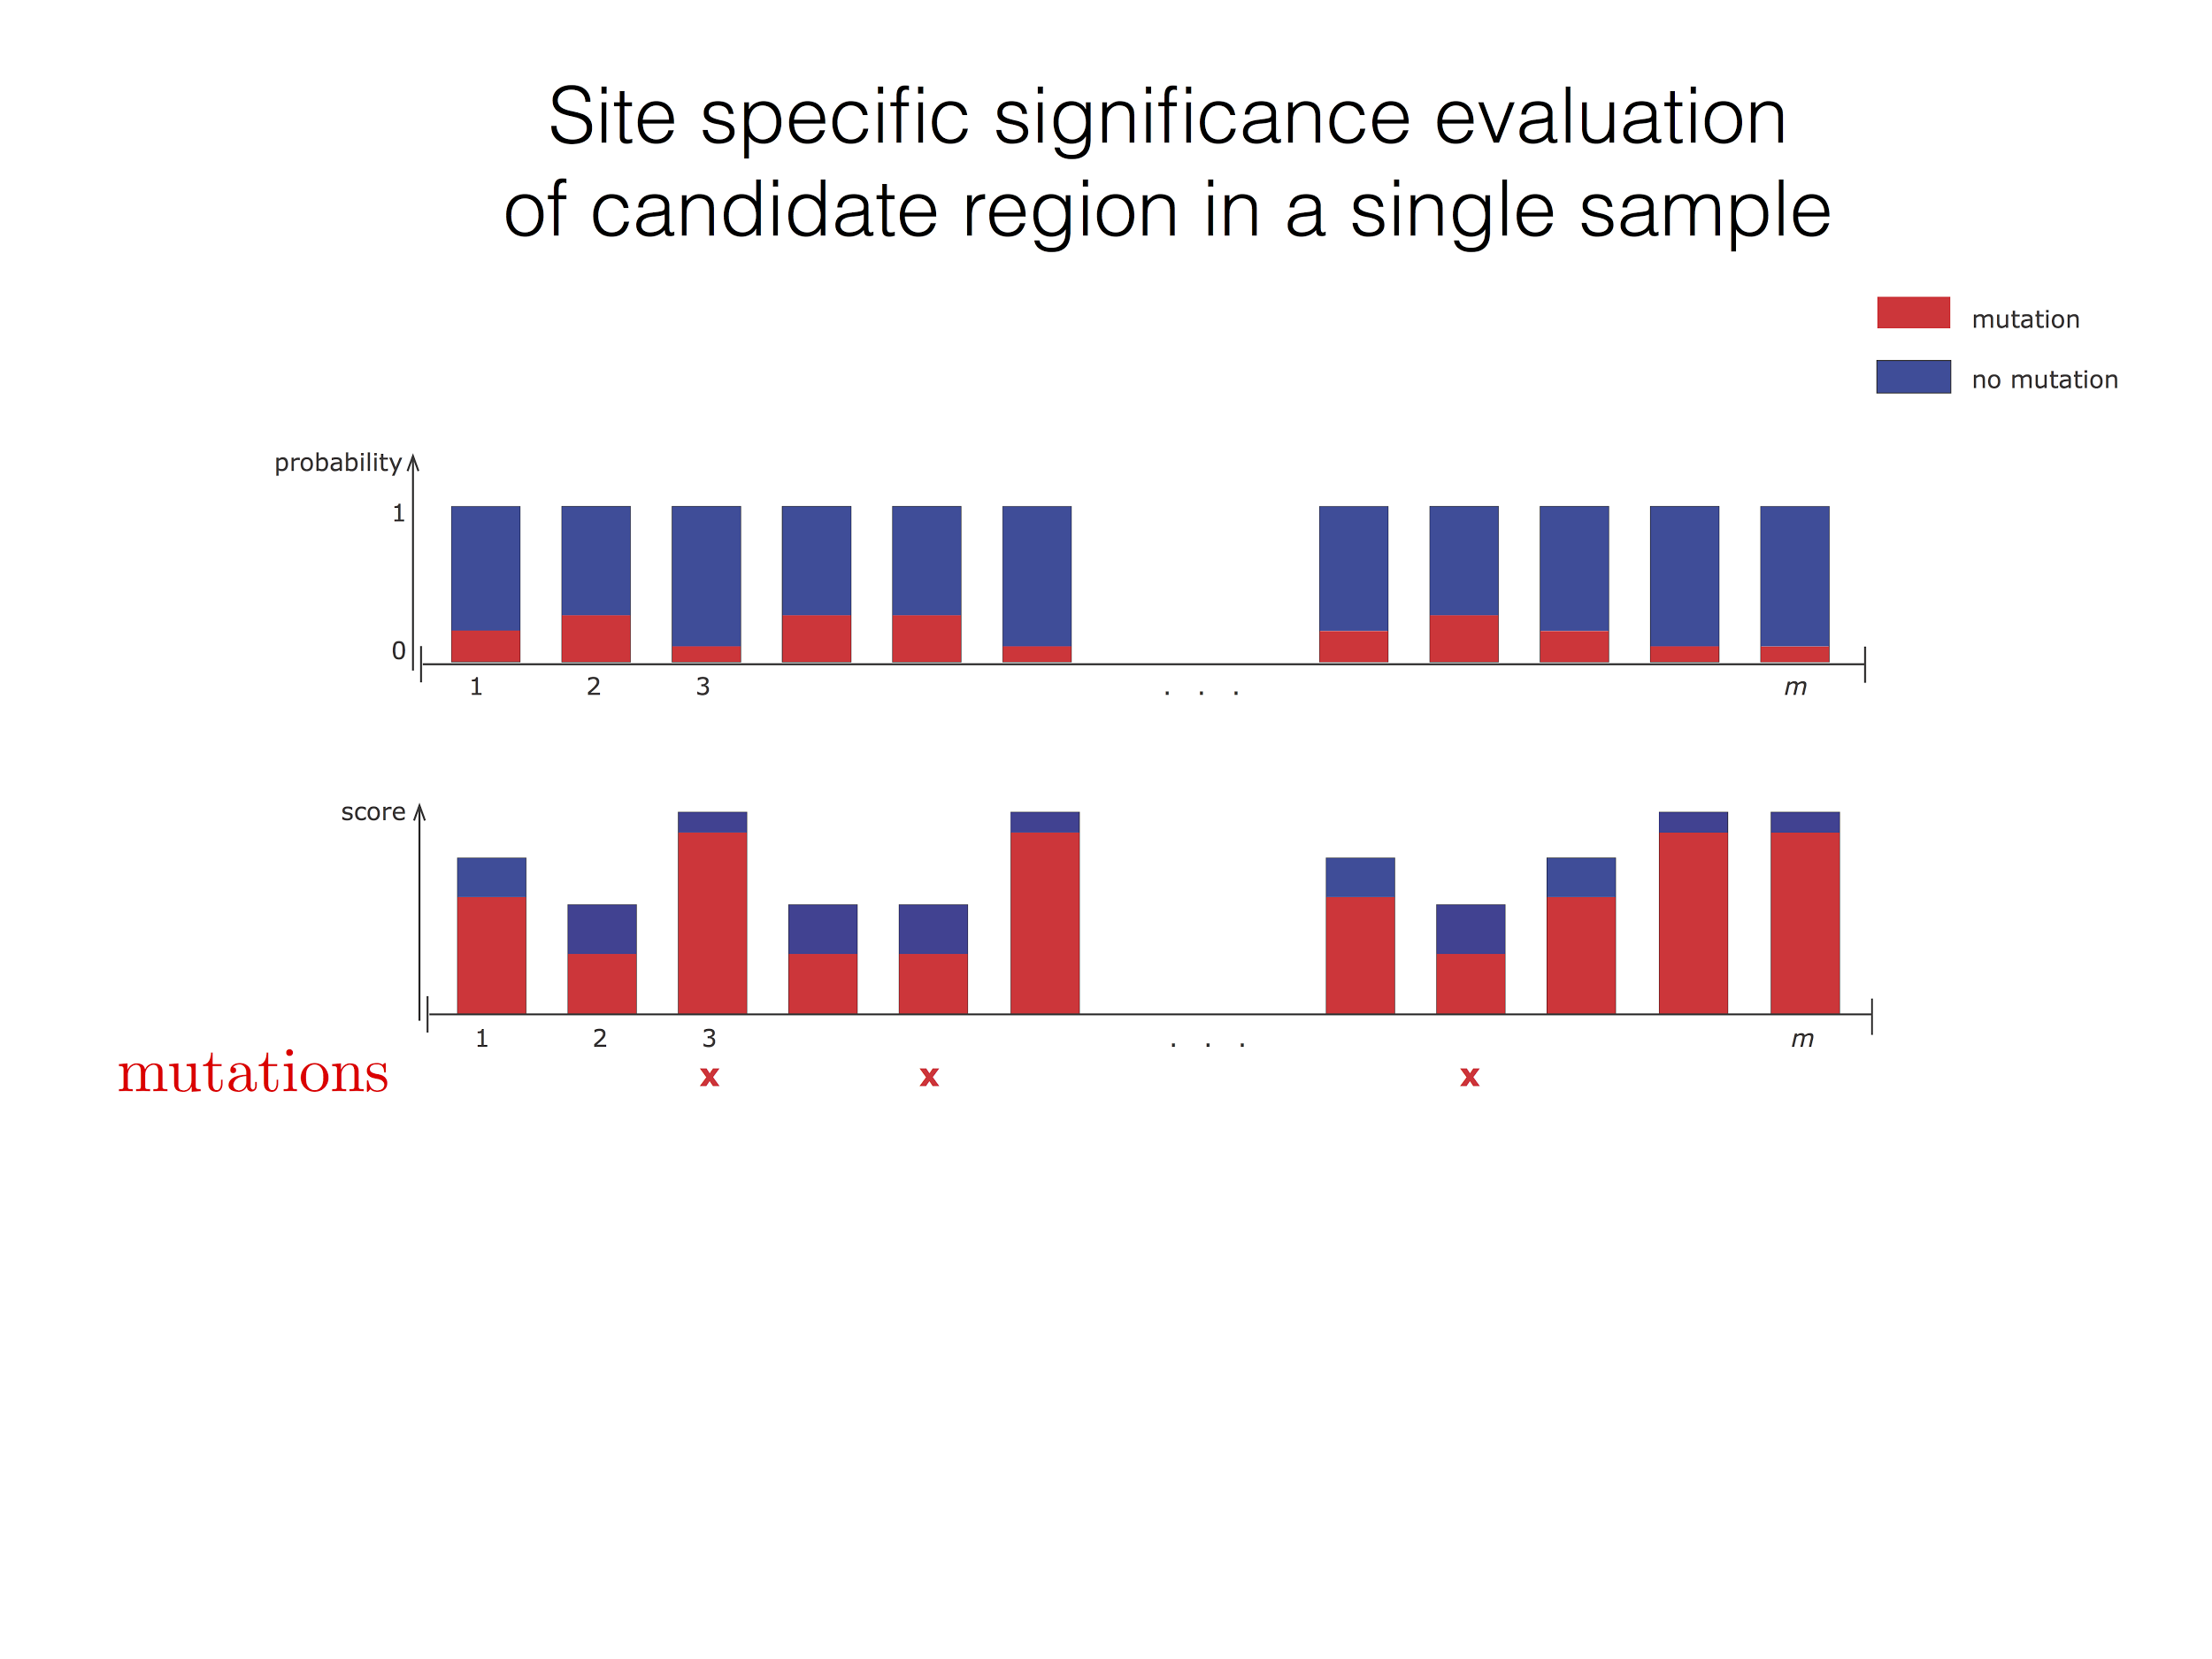 Site specific significance evaluation
of candidate region in a single sample
mutation
no mutation
probability
1
0
1 2 3 . . . m
score
1 2 3 . . . m
mutations x x x